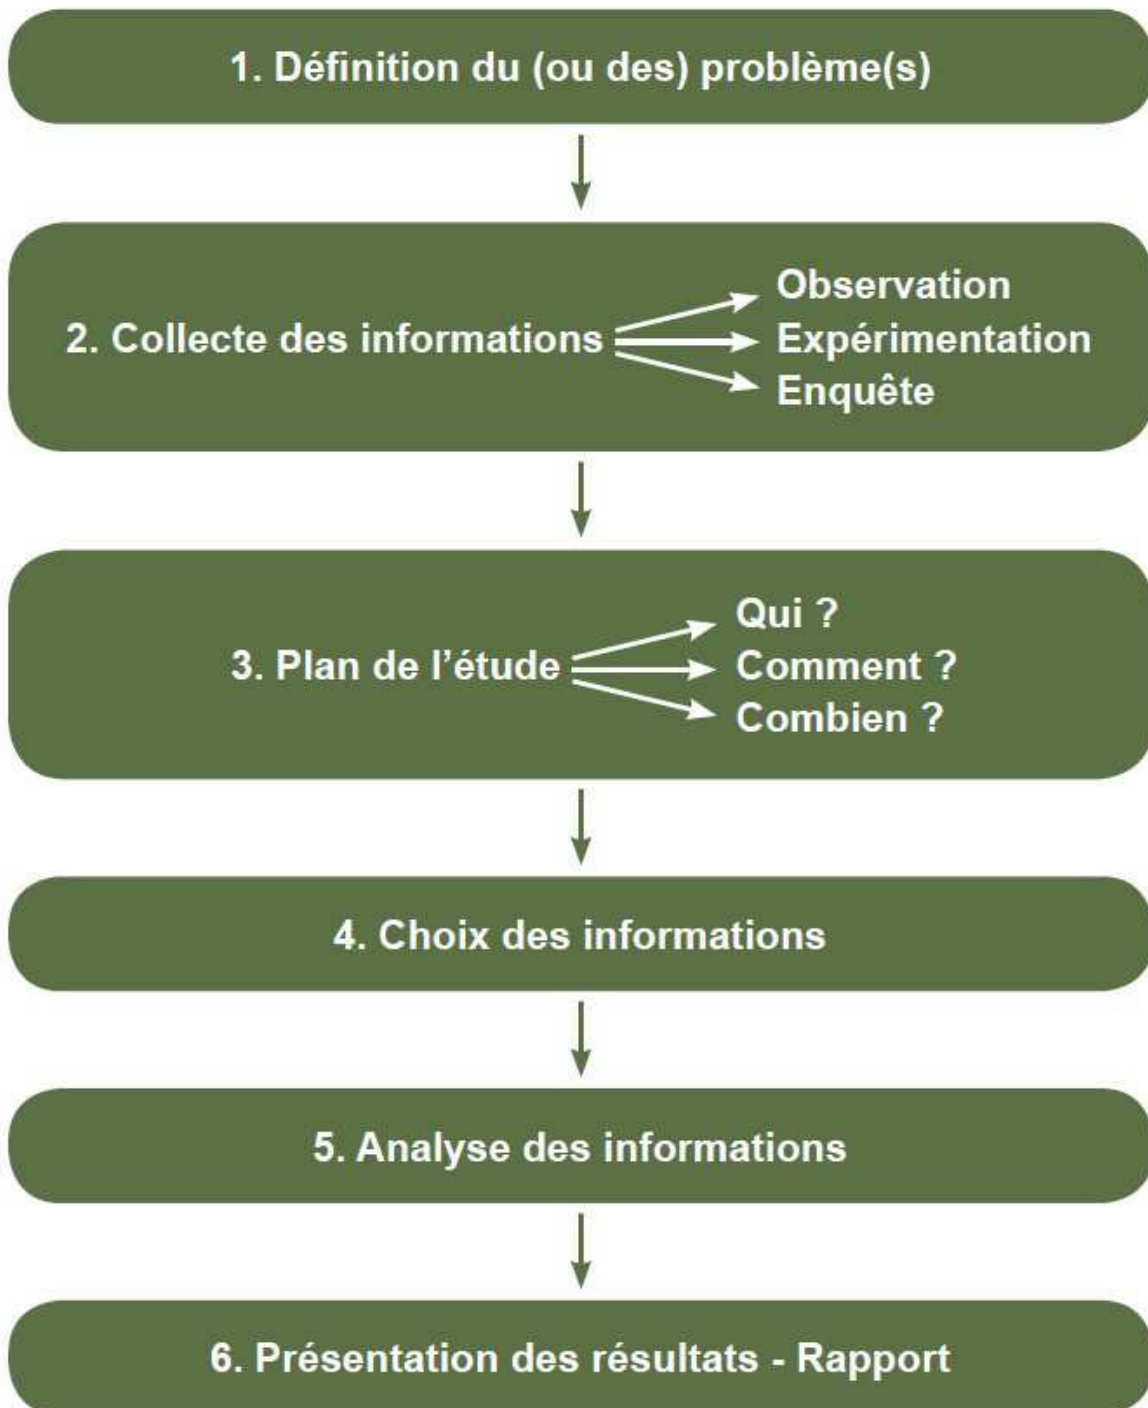 1. Définition du (ou des) problème(s)
2. Collecte des informations
Observation
Expérimentation
Enquête
3. Plan de l’étude
Qui ?
Comment ?
Combien ?
4. Choix des informations
5. Analyse des informations
6. Présentation des résultats - Rapport